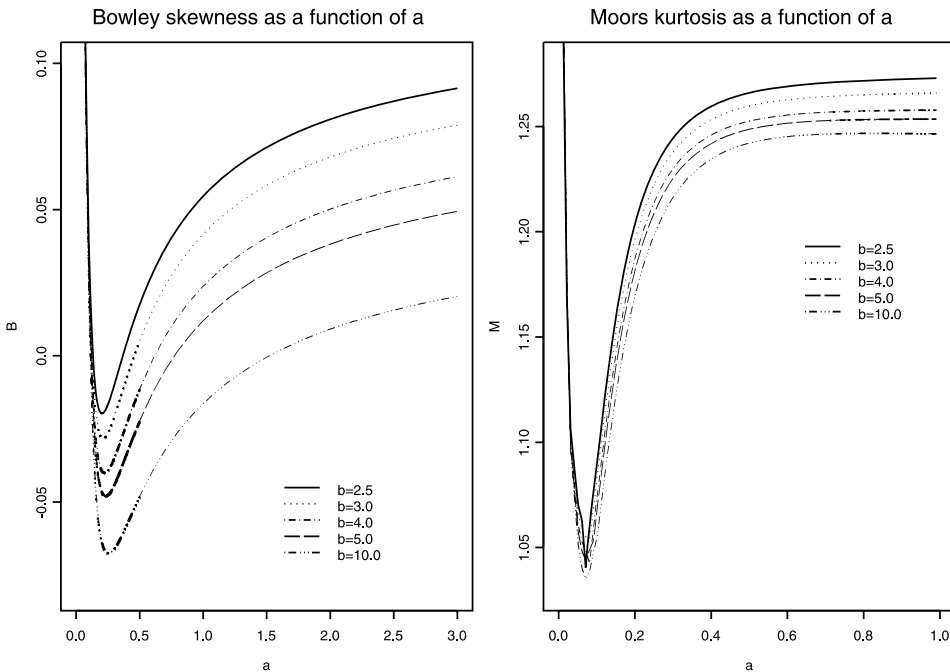 Bowley skewness as a function of a
0.10
0.05
0.0
-0.05
B
b=2.5
b=3.0
b=4.0
b=5.0
b=10.0
0.0 0.5 1.0 1.5 2.0 2.5 3.0
a
Moors kurtosis as a function of a
1.25
1.20
1.15
1.10
1.05
M
b=2.5
b=3.0
b=4.0
b=5.0
b=10.0
0.0 0.2 0.4 0.6 0.8 1.0
a